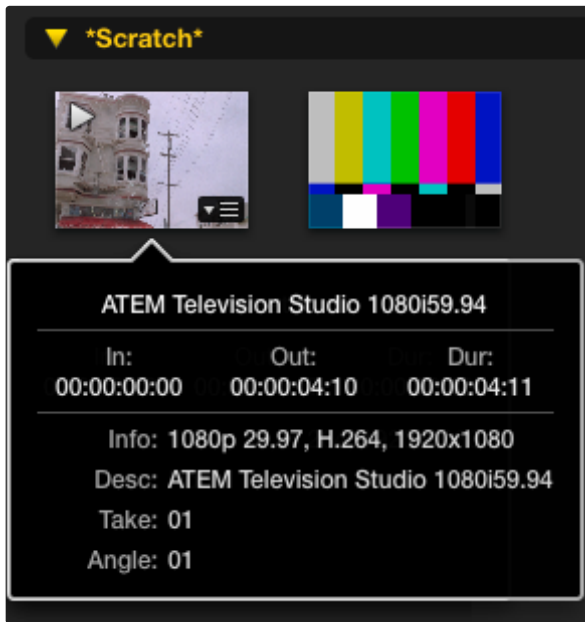 *Scratch*
ATEM Television Studio 1080i59.94
In: Out: Dur:
00:00:00:00 00:00:04:10 00:00:04:11
Info: 1080p 29.97, H.264, 1920x1080
Desc: ATEM Television Studio 1080i59.94
Take: 01
Angle: 01